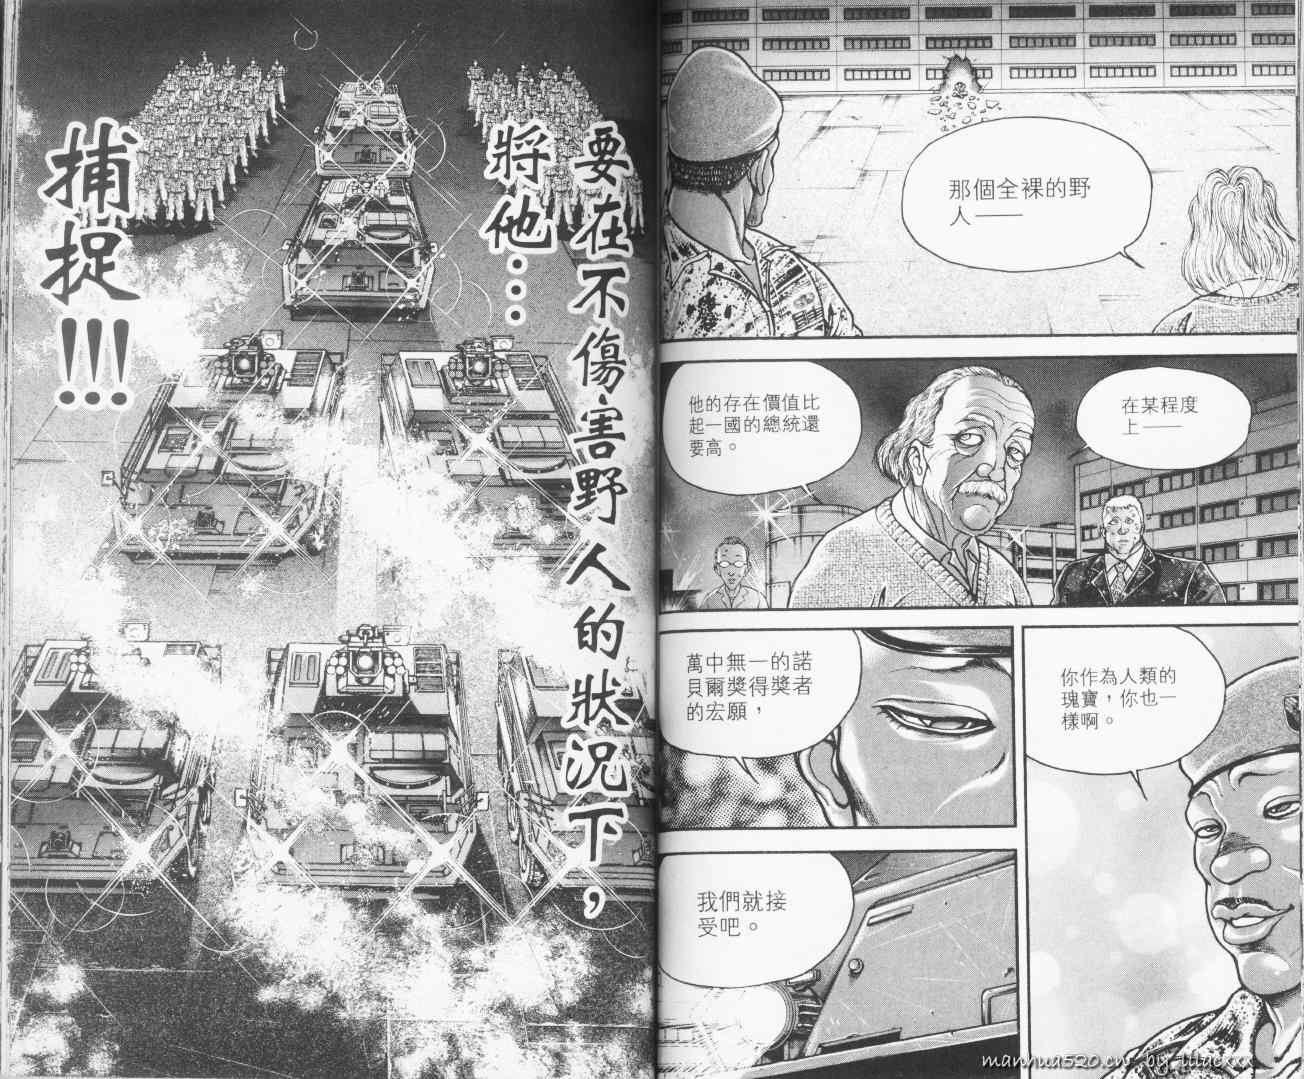 那個全裸的野
人——
在某程度
上——
他的存在價值比
起一國的總統還
要高。
你作為人類的
瑰寶，你也一
樣啊。
萬中無一的諾
貝爾獎得獎者
的宏願，
我們就接
受吧。
要在不傷害野人的狀況下，
將他……
捕捉!!!
mannua520.cn by lilacxxx